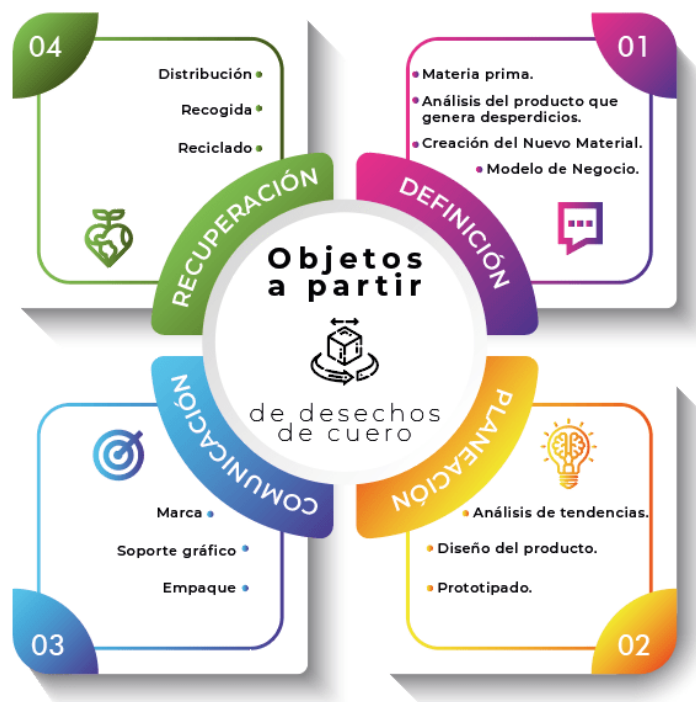 Objetos
a partir
de desechos
de cuero
01
DEFINICIÓN
Materia prima.
Análisis del producto que
genera desperdicios.
Creación del Nuevo Material.
Modelo de Negocio.
02
PLANEACIÓN
Análisis de tendencias.
Diseño del producto.
Prototipado.
03
COMUNICACIÓN
Marca
Soporte gráfico
Empaque
04
RECUPERACIÓN
Distribución
Recogida
Reciclado